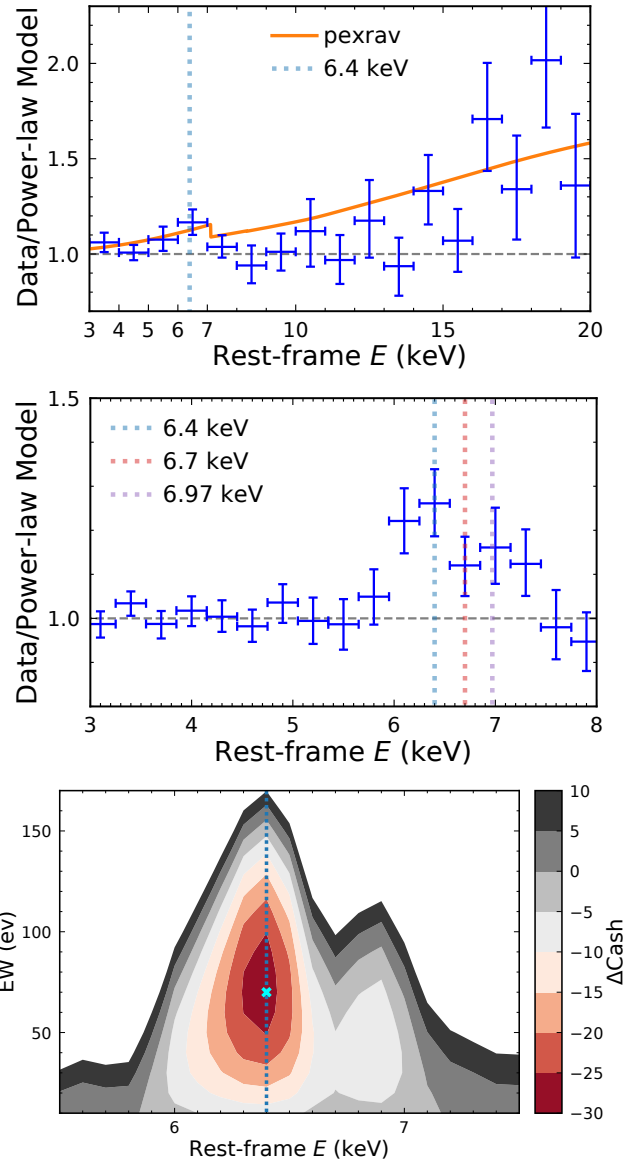 pexrav
6.4 keV
2.0
1.5
1.0
Data/Power-law Model
3 4 5 6 7 10 15 20
Rest-frame E (keV)
1.5
6.4 keV
6.7 keV
6.97 keV
1.0
Data/Power-law Model
3 4 5 6 7 8
Rest-frame E (keV)
150
100
50
EW (ev)
6 7
Rest-frame E (keV)
10
5
0
−5
−10
−15
−20
−25
−30
ΔCash